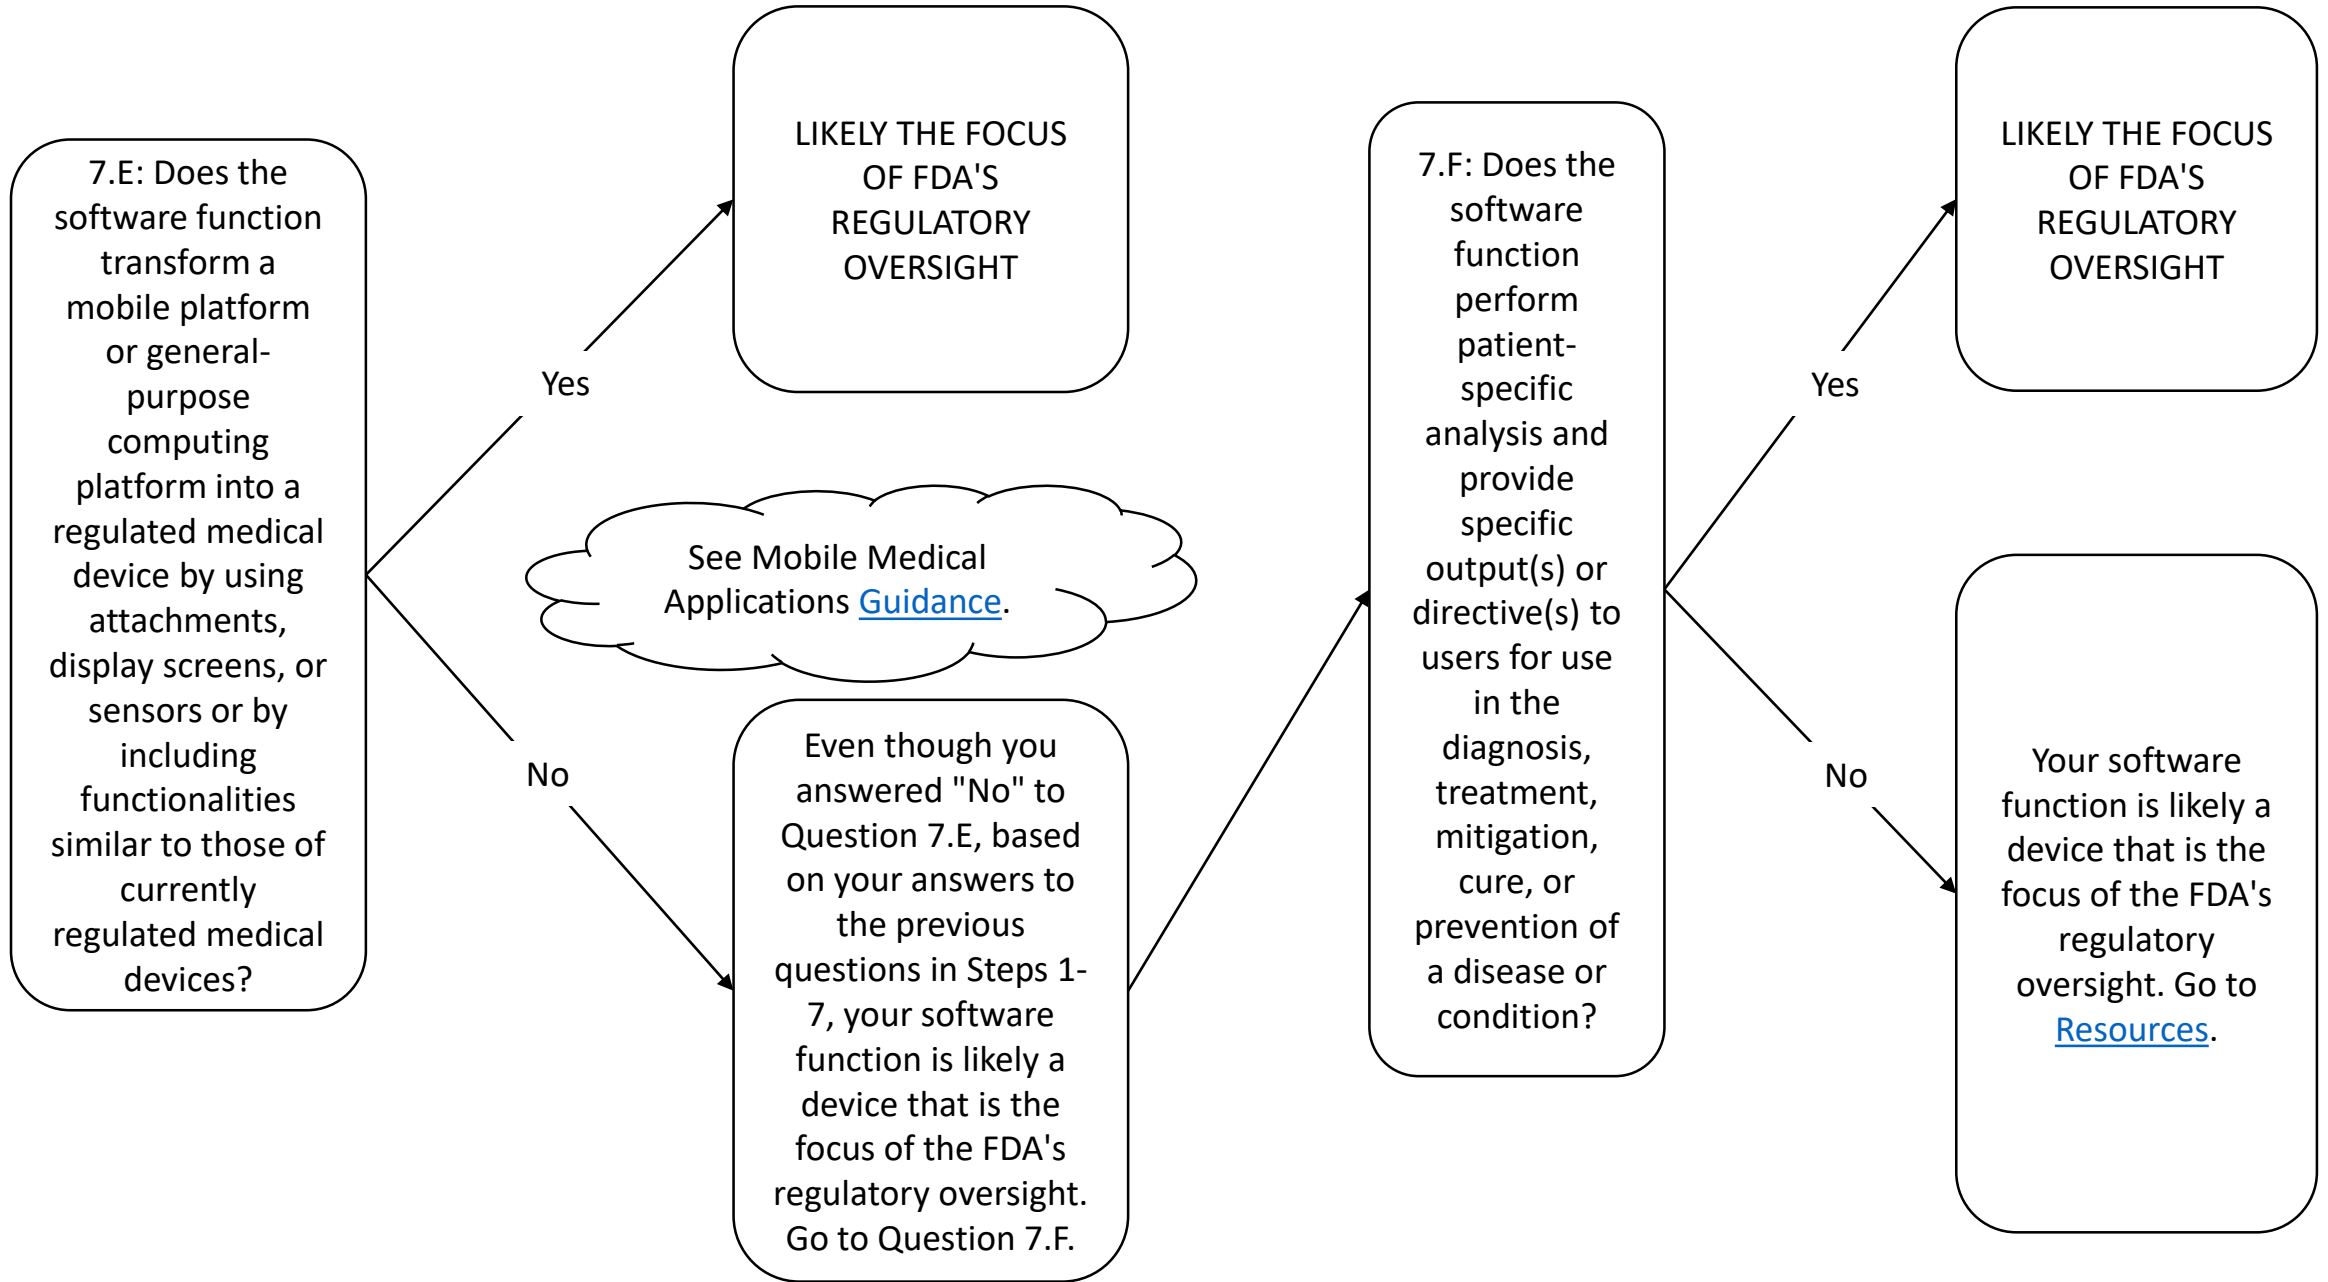 7.E: Does the
software function
transform a
mobile platform
or general-
purpose
computing
platform into a
regulated medical
device by using
attachments,
display screens, or
sensors or by
including
functionalities
similar to those of
currently
regulated medical
devices?
Yes
LIKELY THE FOCUS
OF FDA'S
REGULATORY
OVERSIGHT
See Mobile Medical
Applications Guidance.
No
Even though you
answered "No" to
Question 7.E, based
on your answers to
the previous
questions in Steps 1-
7, your software
function is likely a
device that is the
focus of the FDA's
regulatory oversight.
Go to Question 7.F.
7.F: Does the
software
function
perform
patient-
specific
analysis and
provide
specific
output(s) or
directive(s) to
users for use
in the
diagnosis,
treatment,
mitigation,
cure, or
prevention of
a disease or
condition?
Yes
LIKELY THE FOCUS
OF FDA'S
REGULATORY
OVERSIGHT
No
Your software
function is likely a
device that is the
focus of the FDA's
regulatory
oversight. Go to
Resources.